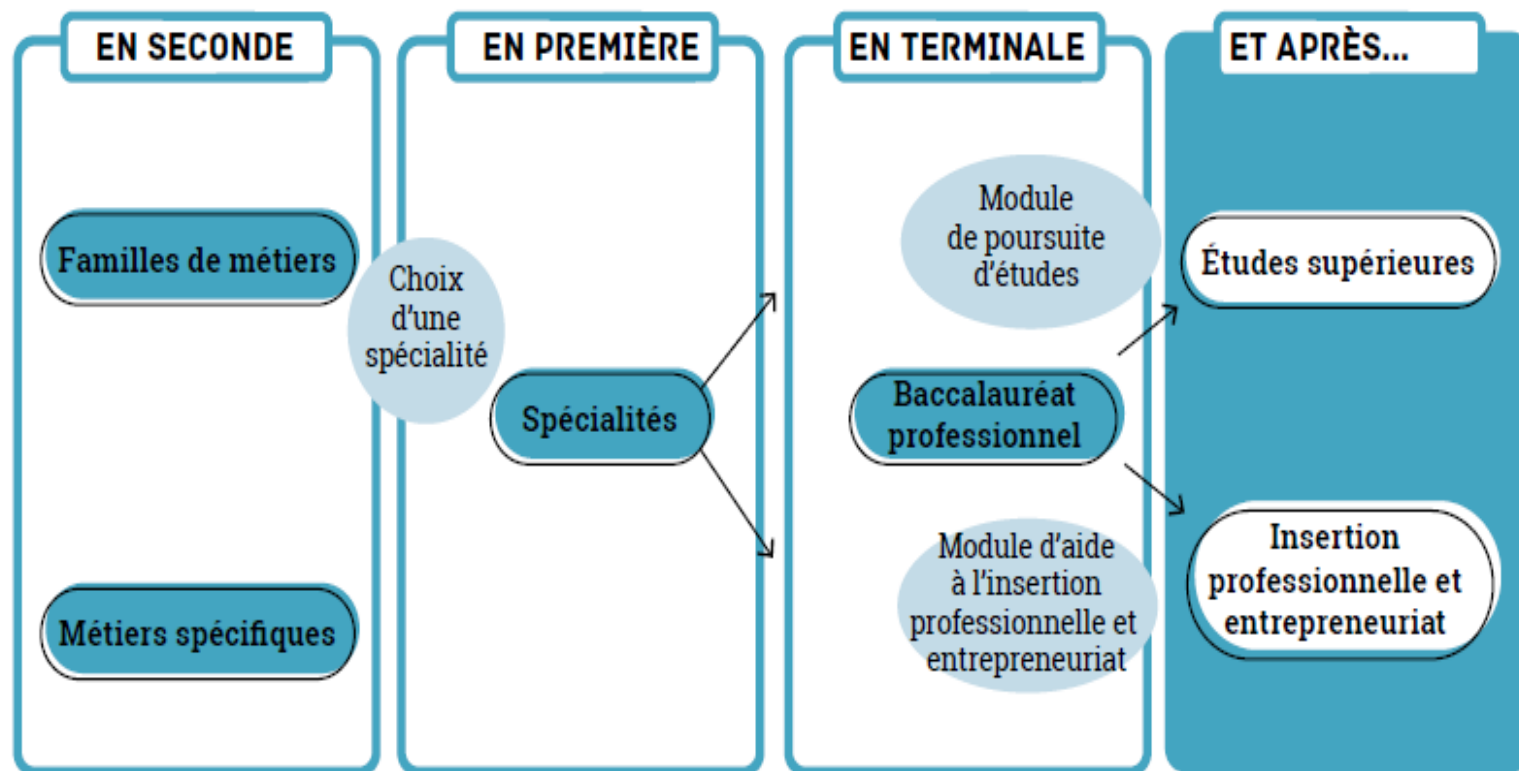 EN SECONDE
Familles de métiers
Métiers spécifiques
Choix
d'une
spécialité
EN PREMIÈRE
Spécialités
EN TERMINALE
Module
de poursuite
d'études
Baccalauréat
professionnel
Module d'aide
à l'insertion
professionnelle et
entrepreneuriat
ET APRÈS...
Études supérieures
Insertion
professionnelle et
entrepreneuriat